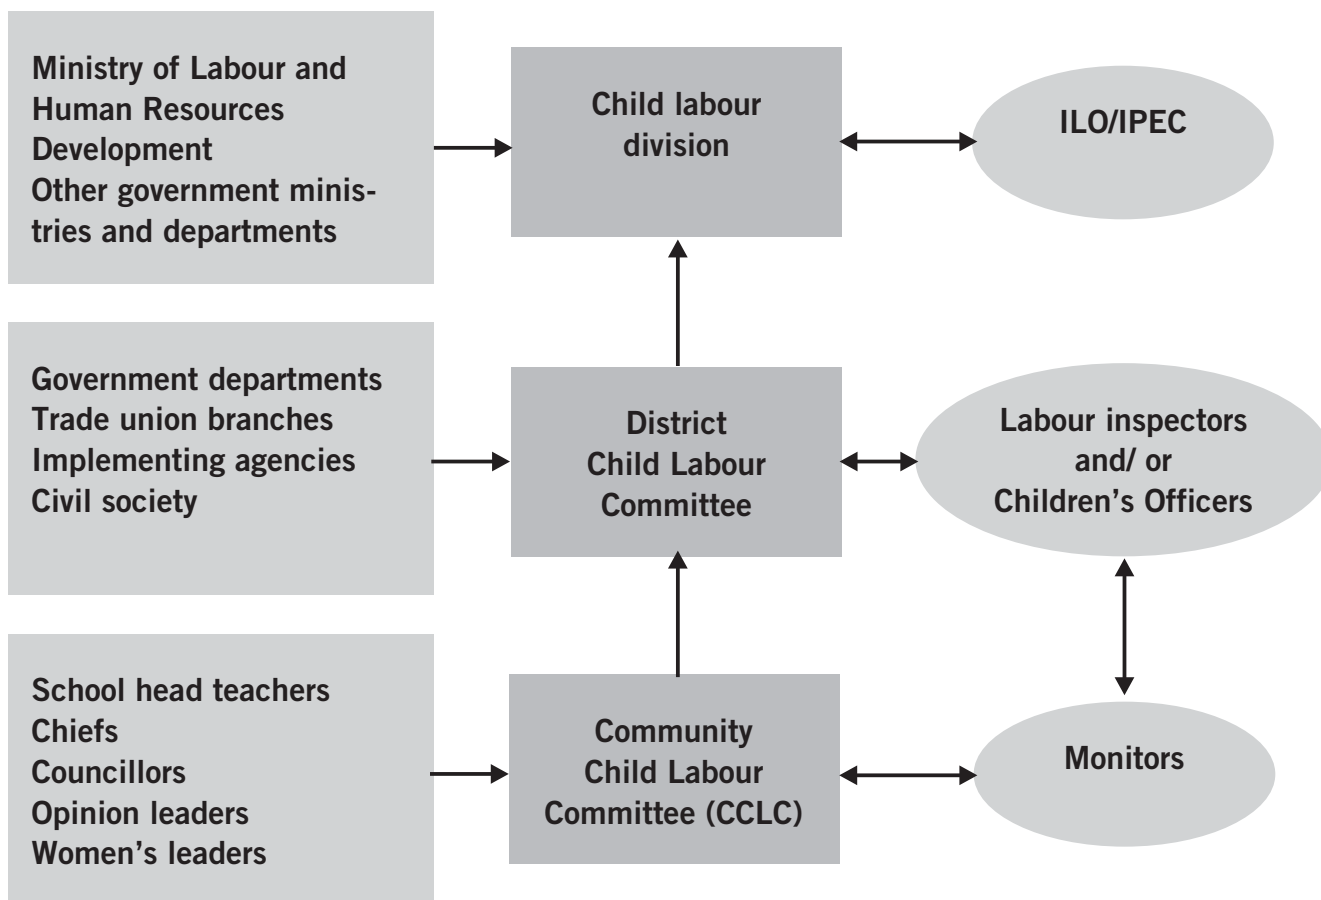 Ministry of Labour and
Human Resources
Development
Other government minis-
tries and departments
Child labour
division
ILO/IPEC
Government departments
Trade union branches
Implementing agencies
Civil society
District
Child Labour
Committee
Labour inspectors
and/ or
Children’s Officers
School head teachers
Chiefs
Councillors
Opinion leaders
Women’s leaders
Community
Child Labour
Committee (CCLC)
Monitors